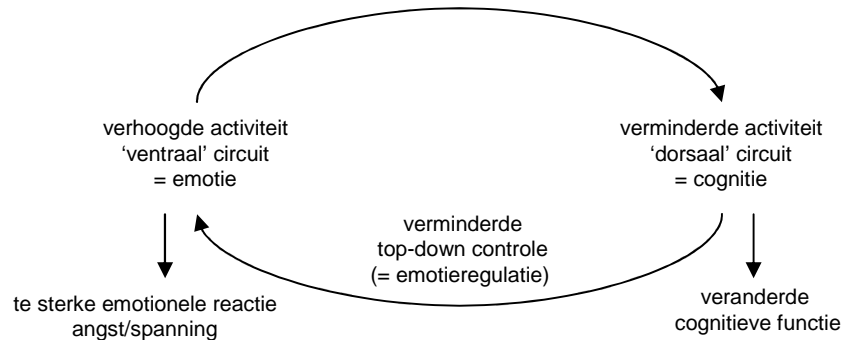 verhoogde activiteit
‘ventraal’ circuit
= emotie
verminderde activiteit
‘dorsaal’ circuit
= cognitie
verminderde
top-down controle
(= emotieregulatie)
te sterke emotionele reactie
angst/spanning
veranderde
cognitieve functie